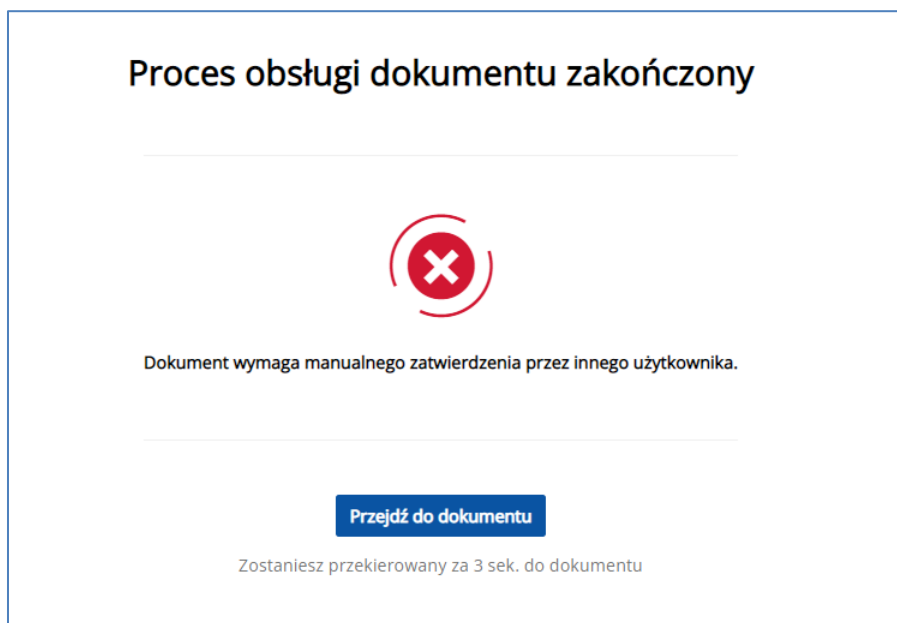 Proces obsługi dokumentu zakończony
Dokument wymaga manualnego zatwierdzenia przez innego użytkownika.
Przejdź do dokumentu
Zostaniesz przekierowany za 3 sek. do dokumentu